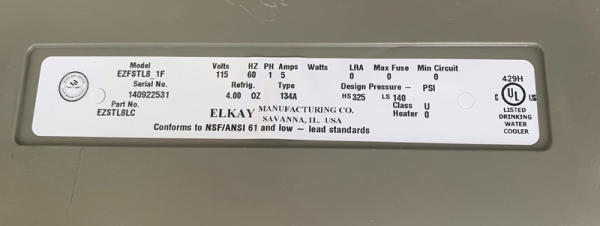 Model Volts HZ PH Amps Watts LRA Max Fuse Min Circuit
EZFSTL8_1F 115 60 1 5 0 0 0
Serial No. Refrig. Type Design Pressure – PSI
140922531 4.00 OZ 134A HS 325 LS 140
Part No. Class U
EZSTL8LC Heater 0
ELKAY MANUFACTURING CO.
SAVANNA, IL. USA
Conforms to NSF/ANSI 61 and low – lead standards
429H
C UL US
LISTED
DRINKING
WATER
COOLER